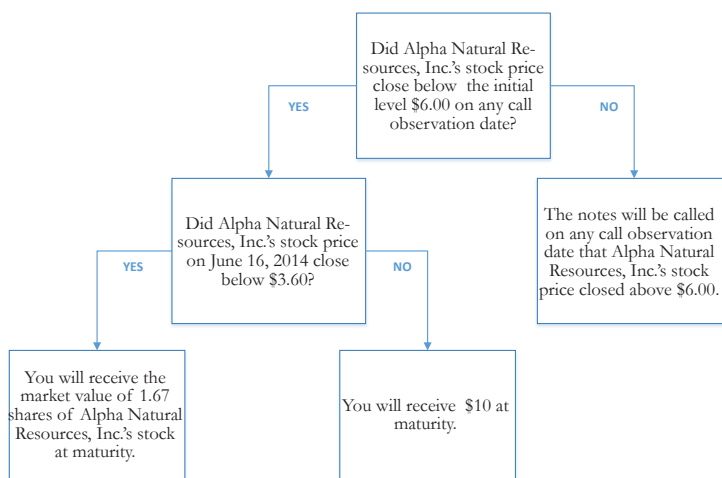 Did Alpha Natural Re-
sources, Inc.'s stock price
close below the initial
level $6.00 on any call
observation date?
YES
NO
Did Alpha Natural Re-
sources, Inc.'s stock price
on June 16, 2014 close
below $3.60?
The notes will be called
on any call observation
date that Alpha Natural
Resources, Inc.'s stock
price closed above $6.00.
YES
NO
You will receive the
market value of 1.67
shares of Alpha Natural
Resources, Inc.'s stock
at maturity.
You will receive $10 at
maturity.